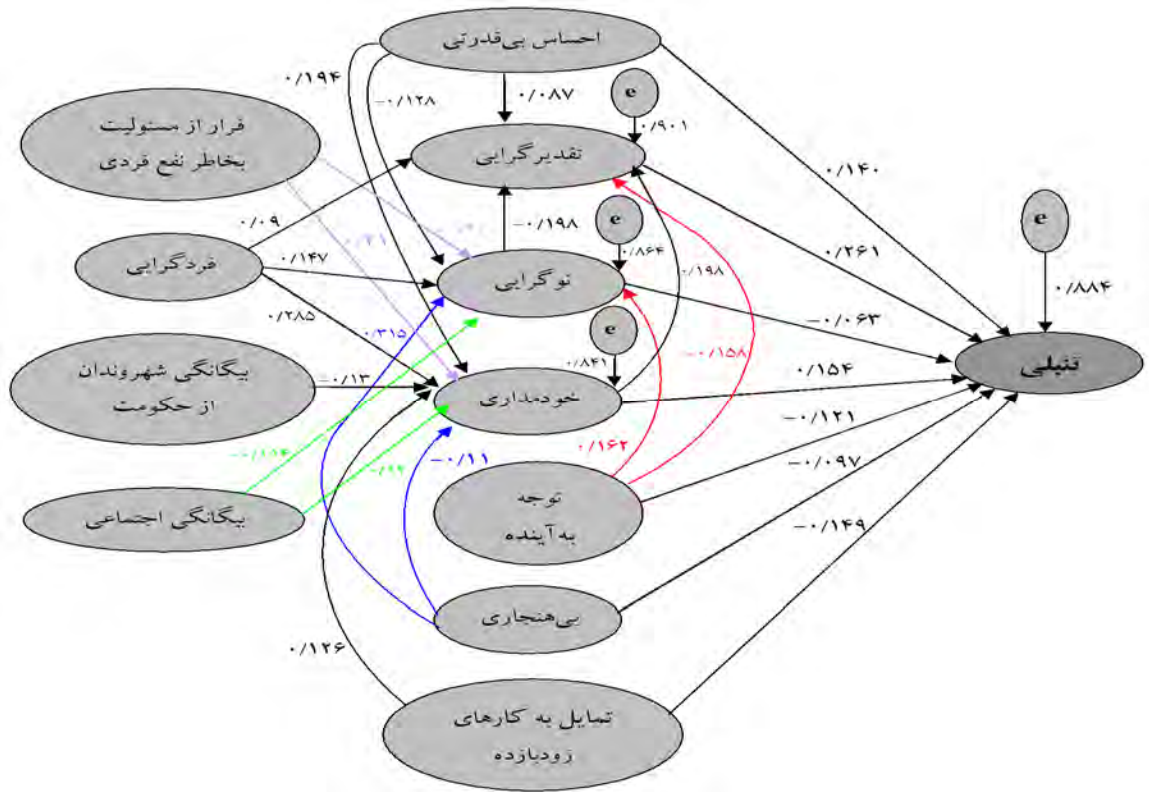 احساس بی‌قدرتی
۰/۱۹۴
-۰/۱۲۸
۰/۰۸۷
e
۰/۹۰۱
فرار از مسئولیت
بخاطر نفع فردی
تقدیرگرایی
۰/۱۴۰
۰/۰۹
-۰/۱۹۸
e
۰/۸۶۴
۰/۲۶۱
e
فردگرایی
۰/۱۴۷
نوگرایی
۰/۱۹۸
۰/۸۸۴
۰/۲۸۵
۰/۳۱۵
e
-۰/۰۶۳
-۰/۱۵۸
۰/۸۴۱
بیگانگی شهروندان
از حکومت
-۰/۱۳
خودمداری
۰/۱۵۴
تنبلی
-۰/۱۲۱
۰/۱۶۲
-۰/۱۱
-۰/۰۹۷
بیگانگی اجتماعی
توجه
به آینده
-۰/۱۴۹
بی‌هنجاری
۰/۱۲۶
تمایل به کارهای
زودبازده